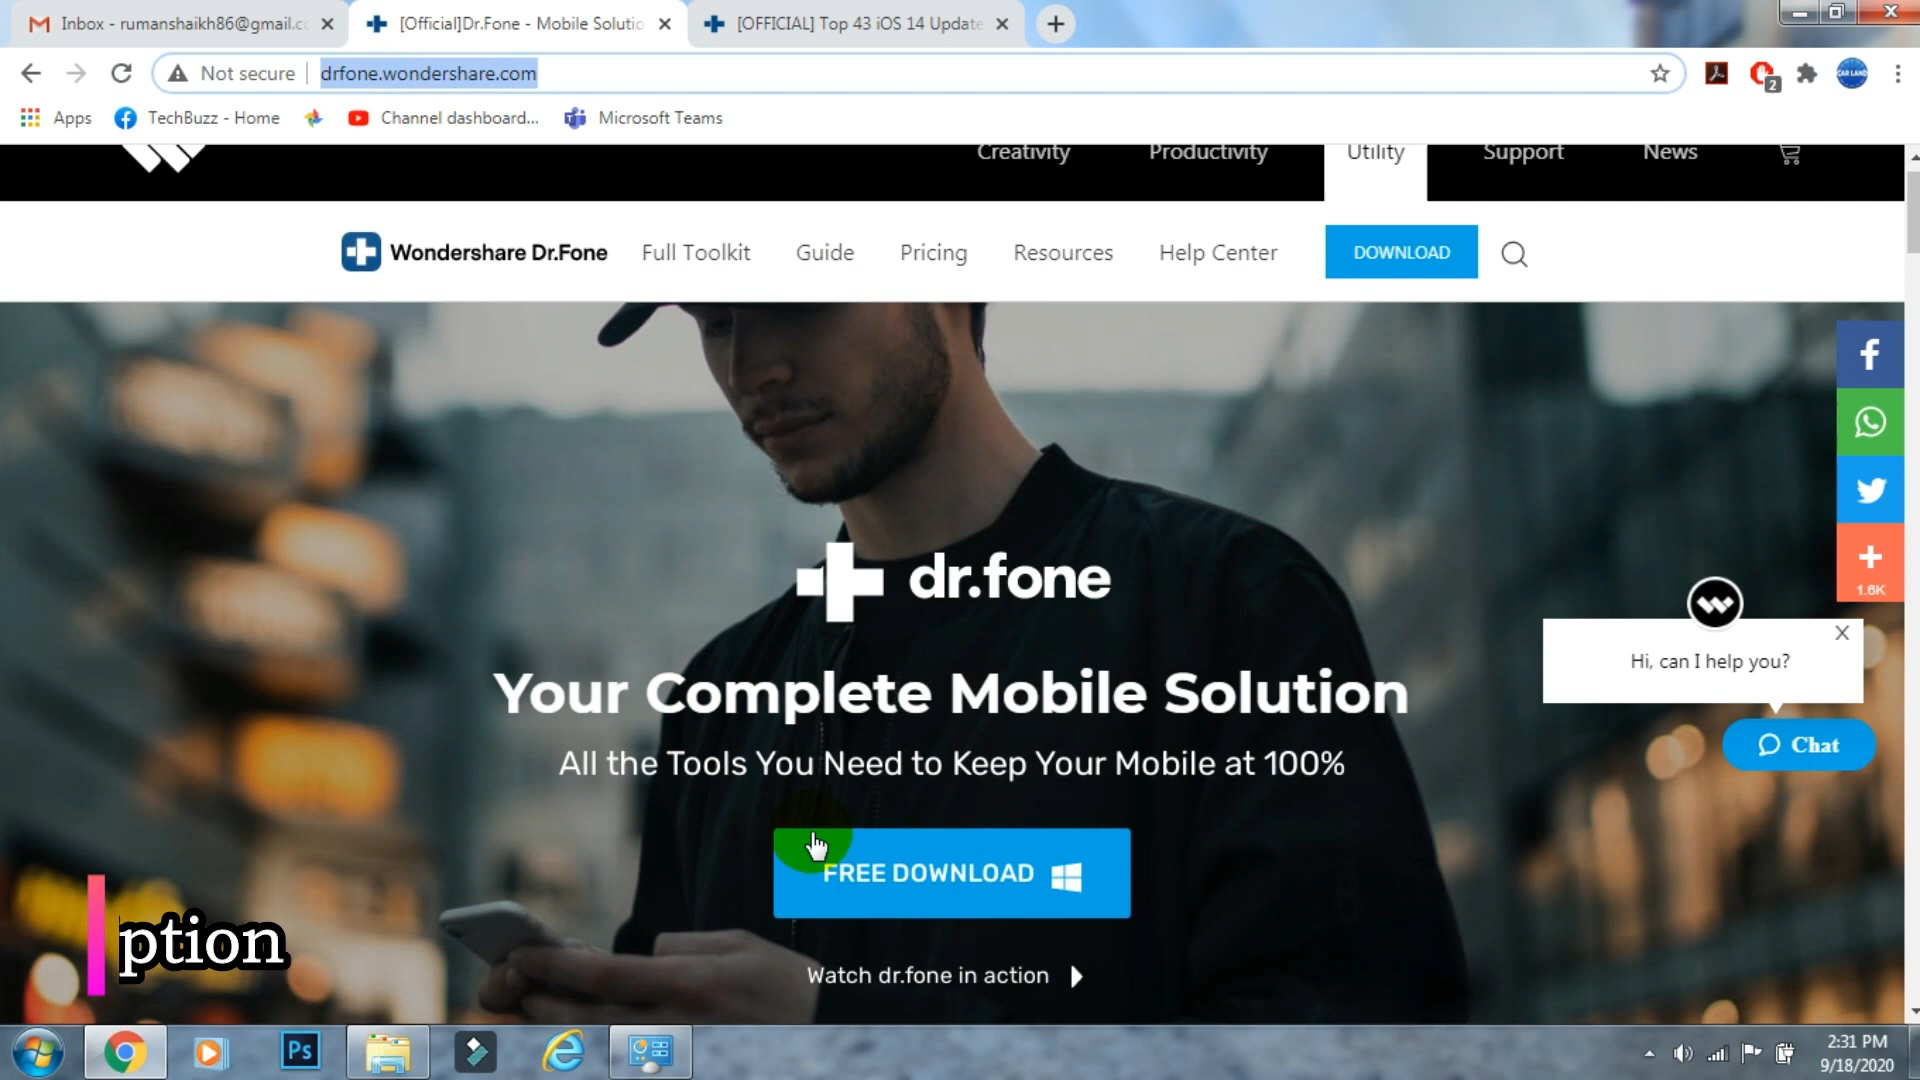 Inbox - rumanshaikh86@gmail.c
[Official]Dr.Fone - Mobile Solutio
[OFFICIAL] Top 43 iOS 14 Update
Not secure
drfone.wondershare.com
CAR LAND
2
Apps
TechBuzz - Home
Channel dashboard...
Microsoft Teams
Creativity
Productivity
Utility
Support
News
Wondershare Dr.Fone
Full Toolkit
Guide
Pricing
Resources
Help Center
DOWNLOAD
1.6K
dr.fone
Hi, can I help you?
X
Your Complete Mobile Solution
Chat
All the Tools You Need to Keep Your Mobile at 100%
FREE DOWNLOAD
ption
Watch dr.fone in action
Ps
2:31 PM
9/18/2020